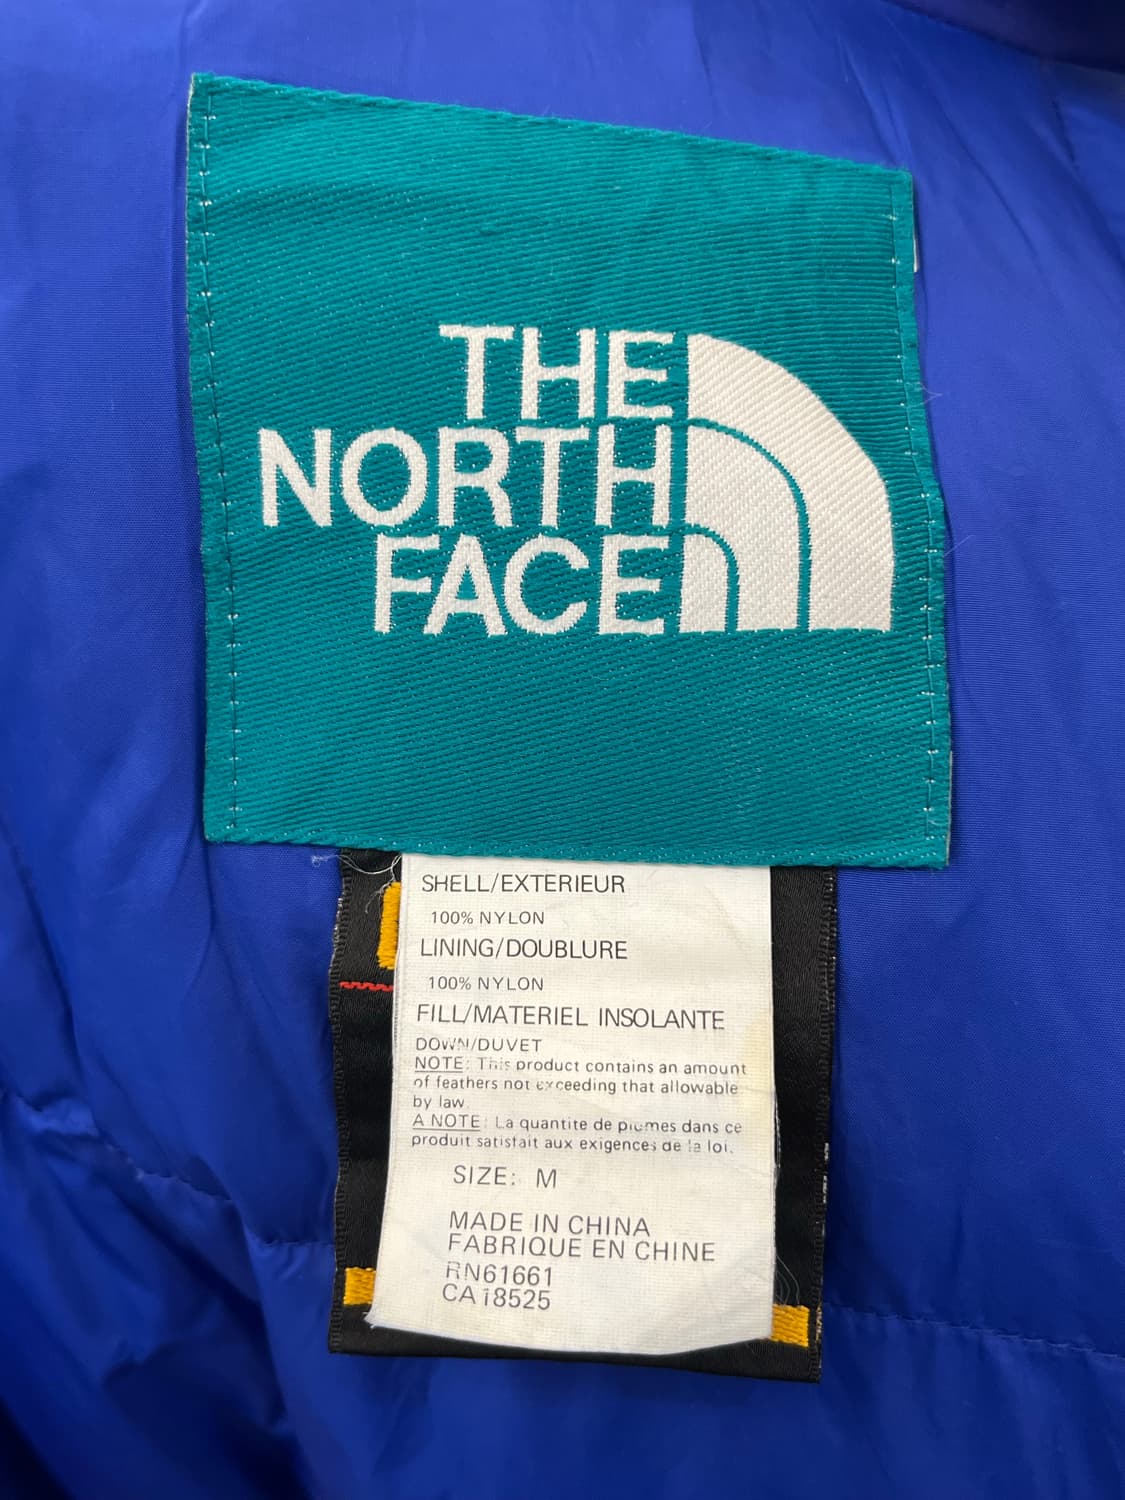 THE
NORTH
FACE
SHELL/EXTERIEUR
100% NYLON
LINING/DOUBLURE
100% NYLON
FILL/MATERIEL INSOLANTE
DOWN/DUVET
NOTE: This product contains an amount
of feathers not exceeding that allowable
by law.
A NOTE: La quantite de plumes dans ce
produit satisfait aux exigences de la loi.
SIZE: M
MADE IN CHINA
FABRIQUE EN CHINE
RN61661
CA 18525